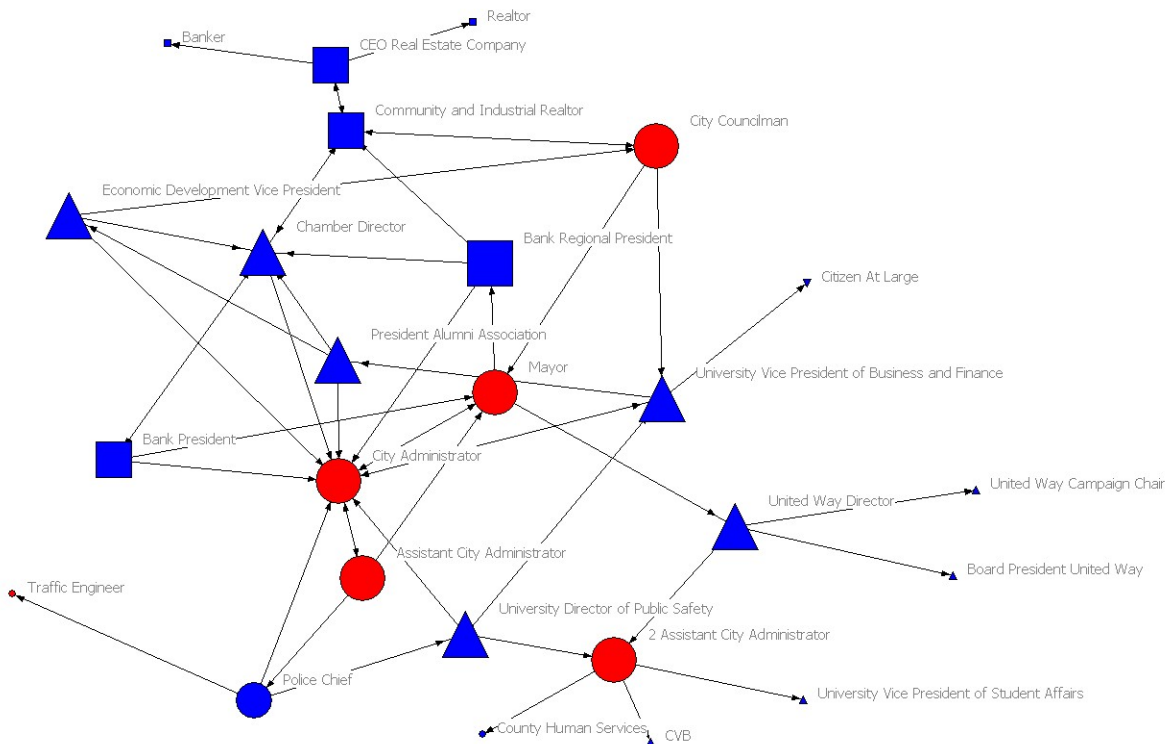 Realtor
Banker
CEO Real Estate Company
Community and Industrial Realtor
City Councilman
Economic Development Vice President
Chamber Director
Bank Regional President
Citizen At Large
President Alumni Association
Mayor
University Vice President of Business and Finance
Bank President
City Administrator
United Way Campaign Chair
United Way Director
Assistant City Administrator
Board President United Way
Traffic Engineer
University Director of Public Safety
2 Assistant City Administrator
Police Chief
University Vice President of Student Affairs
County Human Services
CVB